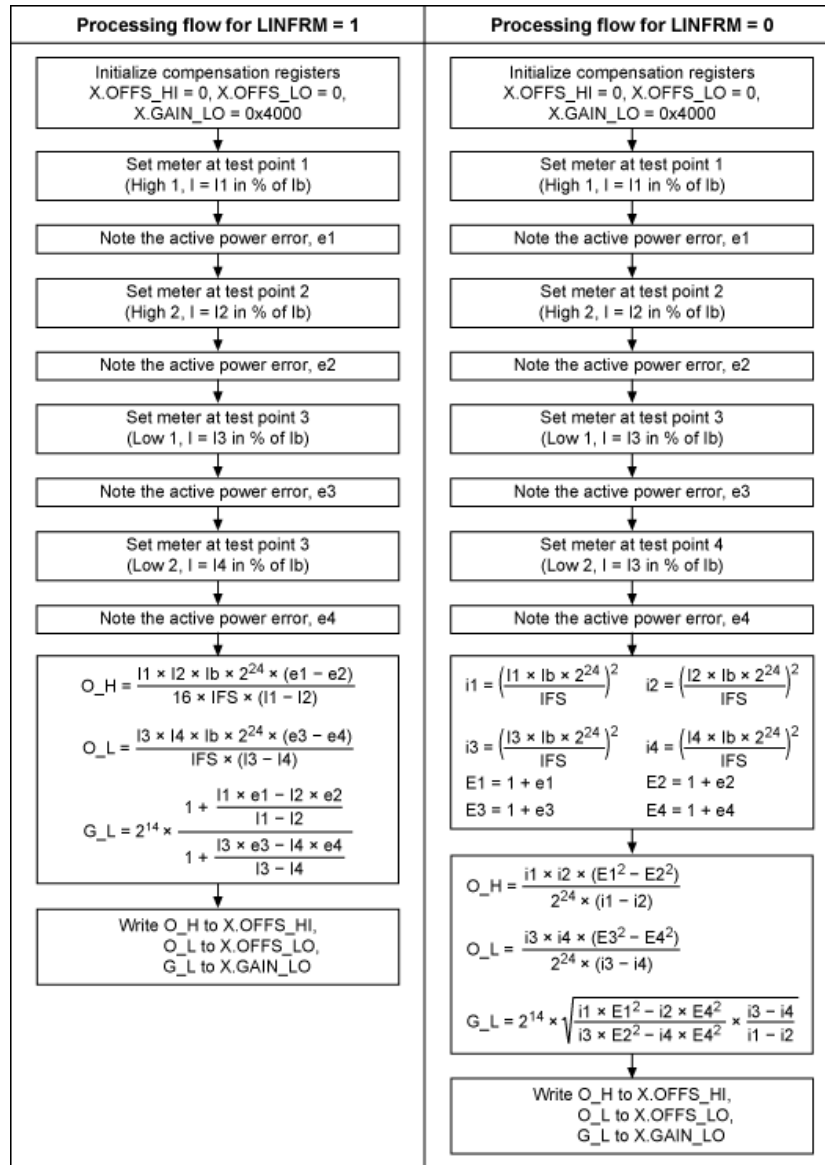 Processing flow for LINFRM = 1
Initialize compensation registers
X.OFFS_HI = 0, X.OFFS_LO = 0,
X.GAIN_LO = 0x4000
Set meter at test point 1
(High 1, I = I1 in % of Ib)
Note the active power error, e1
Set meter at test point 2
(High 2, I = I2 in % of Ib)
Note the active power error, e2
Set meter at test point 3
(Low 1, I = I3 in % of Ib)
Note the active power error, e3
Set meter at test point 3
(Low 2, I = I4 in % of Ib)
Note the active power error, e4
O_H = (I1 × I2 × Ib × 2^24 × (e1 − e2)) / (16 × IFS × (I1 − I2))
O_L = (I3 × I4 × Ib × 2^24 × (e3 − e4)) / (IFS × (I3 − I4))
G_L = 2^14 × (1 + (I1 × e1 − I2 × e2) / (I1 − I2)) / (1 + (I3 × e3 − I4 × e4) / (I3 − I4))
Write O_H to X.OFFS_HI,
O_L to X.OFFS_LO,
G_L to X.GAIN_LO
Processing flow for LINFRM = 0
Initialize compensation registers
X.OFFS_HI = 0, X.OFFS_LO = 0,
X.GAIN_LO = 0x4000
Set meter at test point 1
(High 1, I = I1 in % of Ib)
Note the active power error, e1
Set meter at test point 2
(High 2, I = I2 in % of Ib)
Note the active power error, e2
Set meter at test point 3
(Low 1, I = I3 in % of Ib)
Note the active power error, e3
Set meter at test point 4
(Low 2, I = I3 in % of Ib)
Note the active power error, e4
i1 = ((I1 × Ib × 2^24) / IFS)^2 i2 = ((I2 × Ib × 2^24) / IFS)^2
i3 = ((I3 × Ib × 2^24) / IFS)^2 i4 = ((I4 × Ib × 2^24) / IFS)^2
E1 = 1 + e1 E2 = 1 + e2
E3 = 1 + e3 E4 = 1 + e4
O_H = (i1 × i2 × (E1^2 − E2^2)) / (2^24 × (i1 − i2))
O_L = (i3 × i4 × (E3^2 − E4^2)) / (2^24 × (i3 − i4))
G_L = 2^14 × √((i1 × E1^2 − i2 × E4^2) / (i3 × E2^2 − i4 × E4^2) × (i3 − i4) / (i1 − i2))
Write O_H to X.OFFS_HI,
O_L to X.OFFS_LO,
G_L to X.GAIN_LO